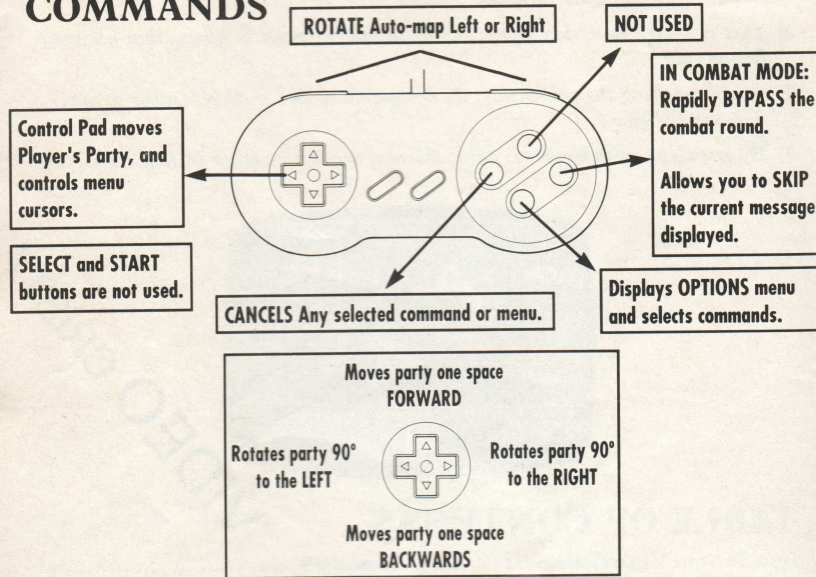 COMMANDS
ROTATE Auto-map Left or Right
NOT USED
IN COMBAT MODE:
Rapidly BYPASS the
combat round.
Allows you to SKIP
the current message
displayed.
Control Pad moves
Player's Party, and
controls menu
cursors.
SELECT and START
buttons are not used.
CANCELS Any selected command or menu.
Displays OPTIONS menu
and selects commands.
Moves party one space
FORWARD
Rotates party 90°
to the LEFT
Rotates party 90°
to the RIGHT
Moves party one space
BACKWARDS